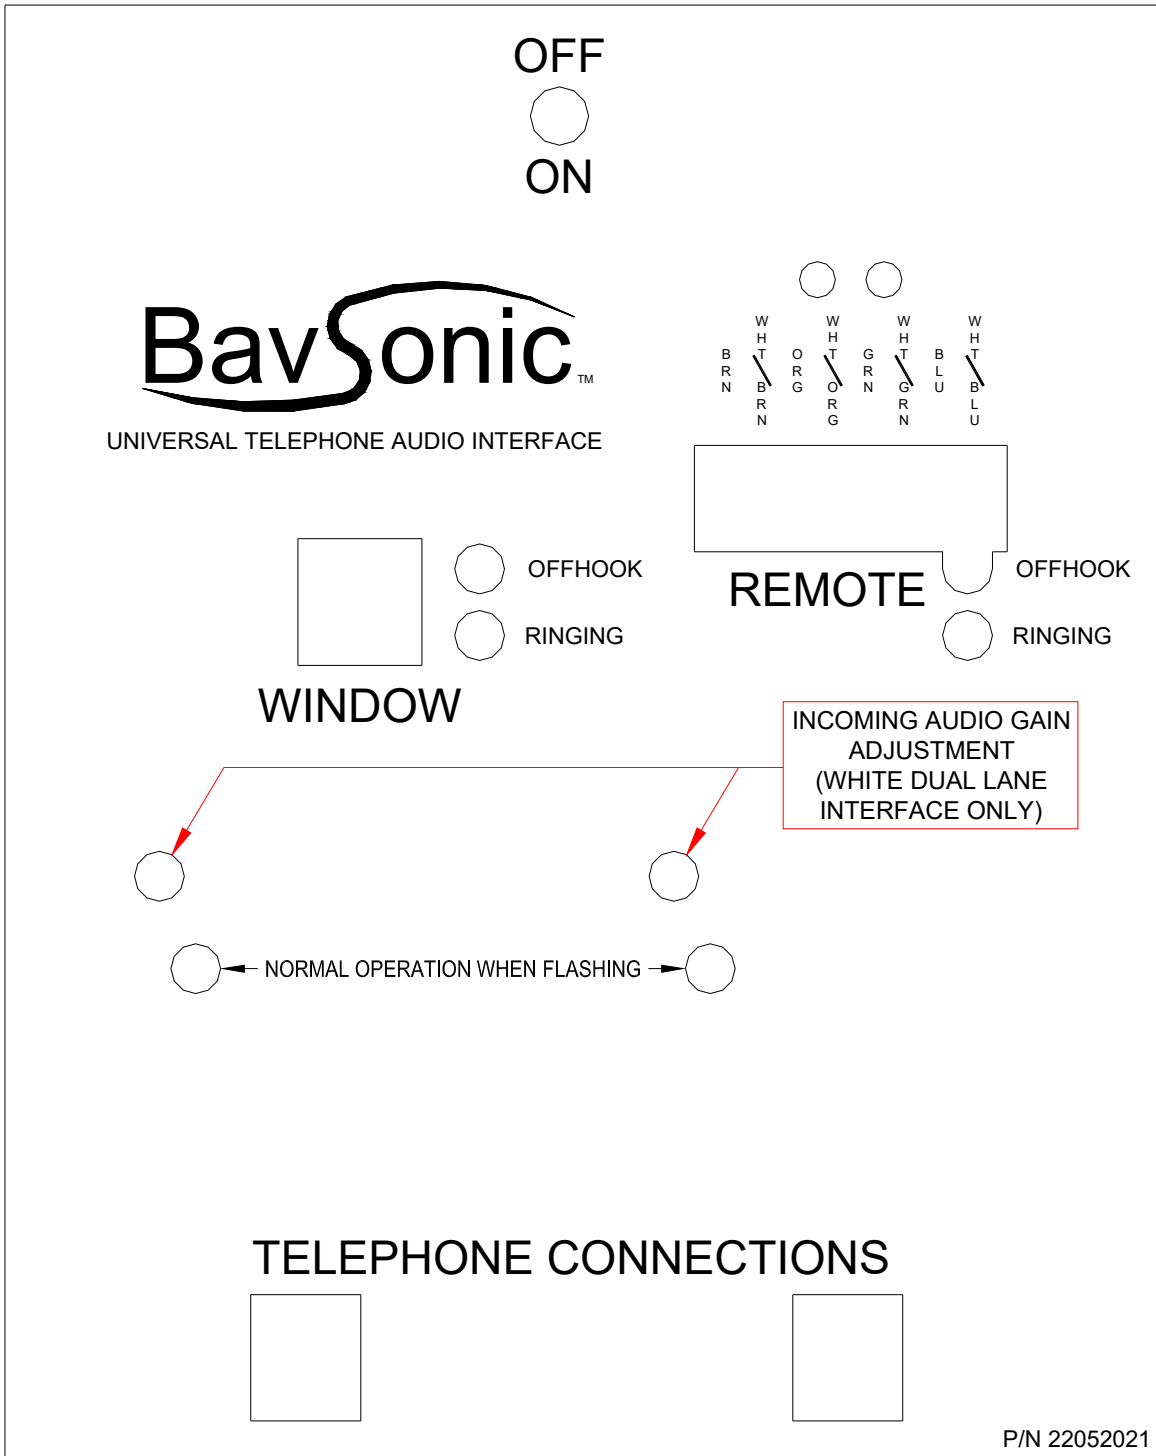 OFF
ON
BavSonic™
UNIVERSAL TELEPHONE AUDIO INTERFACE
BRN
WHT\BRN
ORG
WHT\ORG
GRN
WHT\GRN
BLU
WHT\BLU
OFFHOOK
RINGING
WINDOW
REMOTE
OFFHOOK
RINGING
INCOMING AUDIO GAIN
ADJUSTMENT
(WHITE DUAL LANE
INTERFACE ONLY)
NORMAL OPERATION WHEN FLASHING
TELEPHONE CONNECTIONS
P/N 22052021